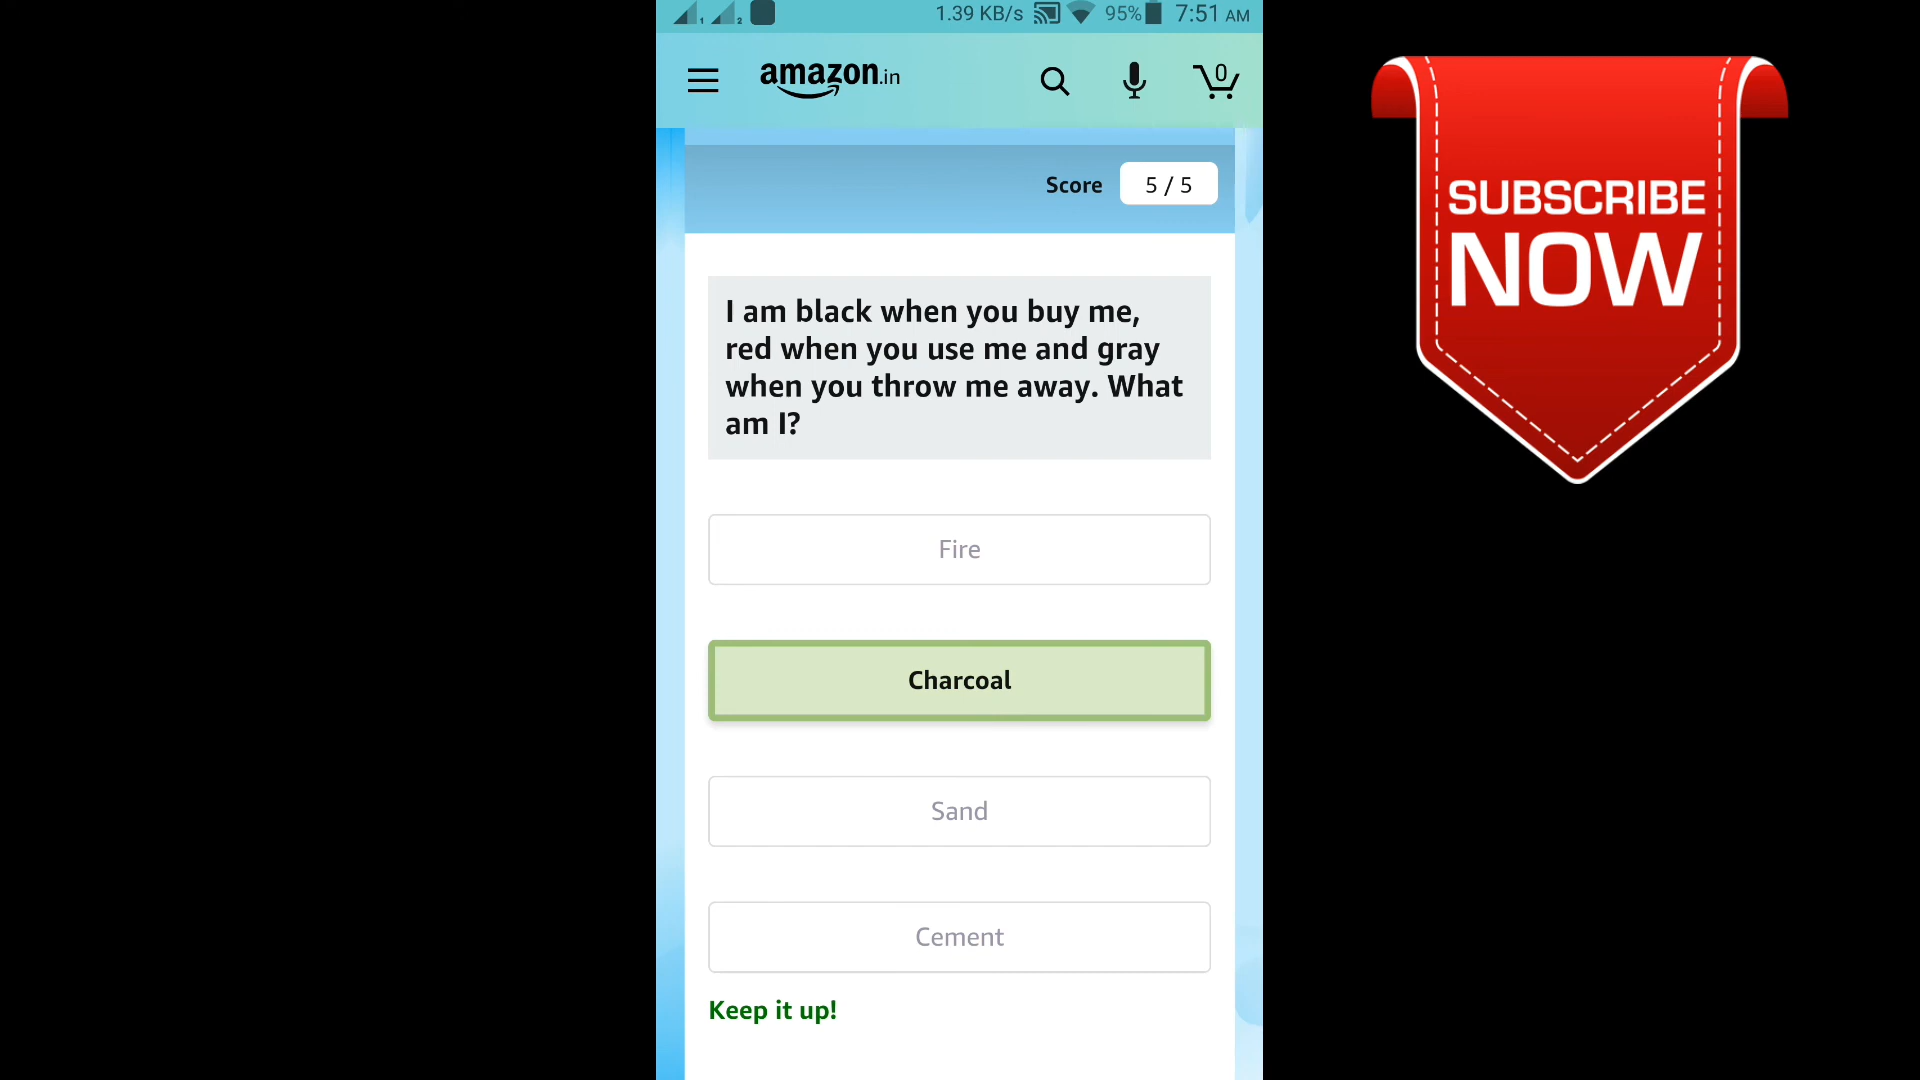 1 2 1.39 KB/s 95% 7:51 AM
amazon.in 0
Score 5 / 5
I am black when you buy me,
red when you use me and gray
when you throw me away. What
am I?
Fire
Charcoal
Sand
Cement
Keep it up!
SUBSCRIBE
NOW